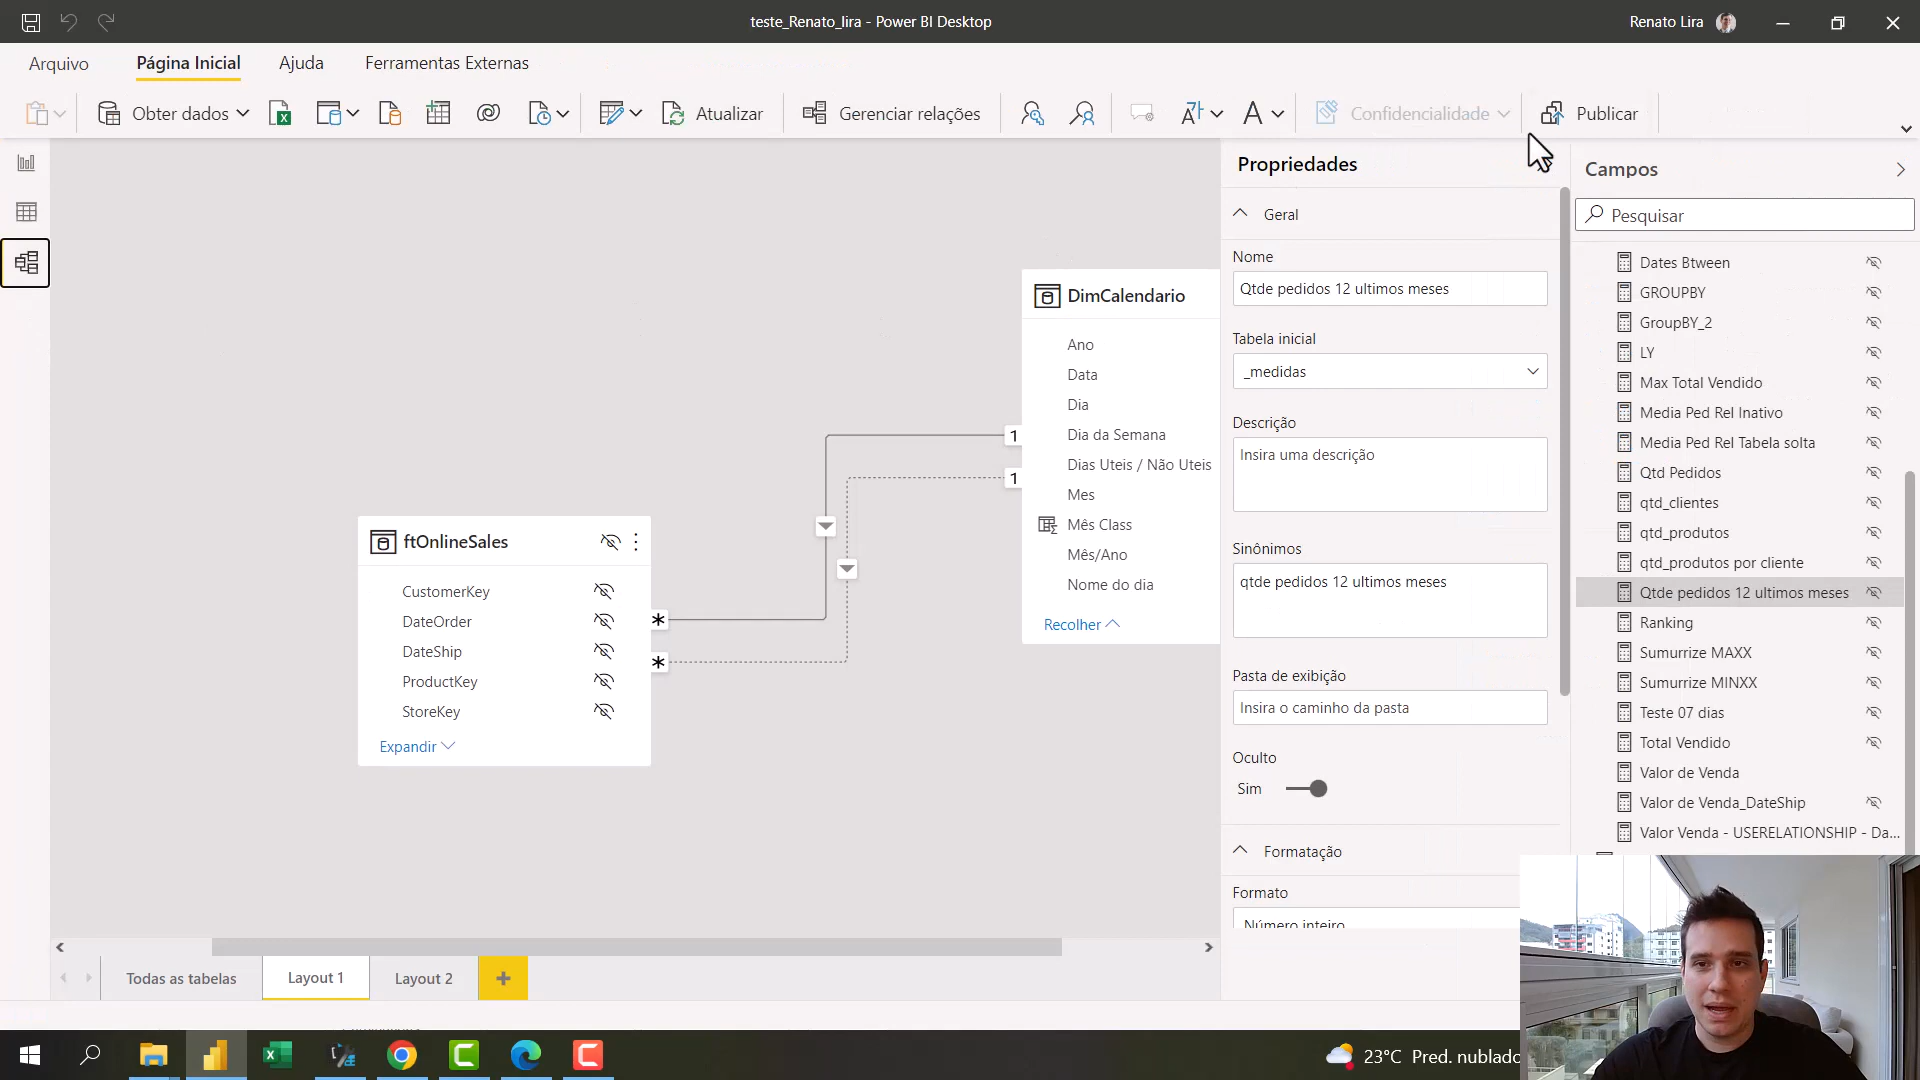 teste_Renato_lira - Power BI Desktop
Renato Lira
Arquivo
Página Inicial
Ajuda
Ferramentas Externas
Obter dados
Atualizar
Gerenciar relações
Confidencialidade
Publicar
ftOnlineSales
CustomerKey
DateOrder
DateShip
ProductKey
StoreKey
Expandir
*
*
1
1
DimCalendario
Ano
Data
Dia
Dia da Semana
Dias Uteis / Não Uteis
Mes
Mês Class
Mês/Ano
Nome do dia
Recolher
Propriedades
Geral
Nome
Qtde pedidos 12 ultimos meses
Tabela inicial
_medidas
Descrição
Insira uma descrição
Sinônimos
qtde pedidos 12 ultimos meses
Pasta de exibição
Insira o caminho da pasta
Oculto
Sim
Formatação
Formato
Número inteiro
Campos
Pesquisar
Dates Btween
GROUPBY
GroupBY_2
LY
Max Total Vendido
Media Ped Rel Inativo
Media Ped Rel Tabela solta
Qtd Pedidos
qtd_clientes
qtd_produtos
qtd_produtos por cliente
Qtde pedidos 12 ultimos meses
Ranking
Sumurrize MAXX
Sumurrize MINXX
Teste 07 dias
Total Vendido
Valor de Venda
Valor de Venda_DateShip
Valor Venda - USERELATIONSHIP - Da...
Todas as tabelas
Layout 1
Layout 2
+
23°C Pred. nublado